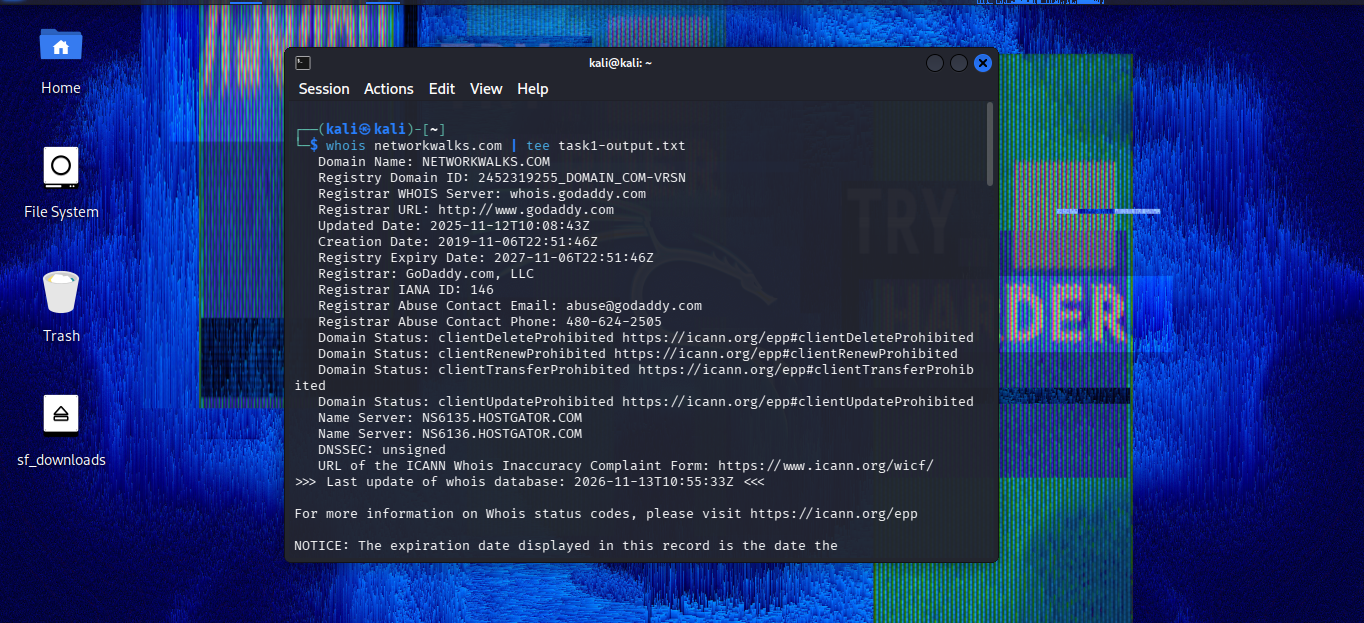 kali@kali: ~
Session Actions Edit View Help
Home
File System
Trash
sf_downloads
┌──(kali㉿kali)-[~]
└─$ whois networkwalks.com | tee task1-output.txt
Domain Name: NETWORKWALKS.COM
Registry Domain ID: 2452319255_DOMAIN_COM-VRSN
Registrar WHOIS Server: whois.godaddy.com
Registrar URL: http://www.godaddy.com
Updated Date: 2025-11-12T10:08:43Z
Creation Date: 2019-11-06T22:51:46Z
Registry Expiry Date: 2027-11-06T22:51:46Z
Registrar: GoDaddy.com, LLC
Registrar IANA ID: 146
Registrar Abuse Contact Email: abuse@godaddy.com
Registrar Abuse Contact Phone: 480-624-2505
Domain Status: clientDeleteProhibited https://icann.org/epp#clientDeleteProhibited
Domain Status: clientRenewProhibited https://icann.org/epp#clientRenewProhibited
Domain Status: clientTransferProhibited https://icann.org/epp#clientTransferProhib
ited
Domain Status: clientUpdateProhibited https://icann.org/epp#clientUpdateProhibited
Name Server: NS6135.HOSTGATOR.COM
Name Server: NS6136.HOSTGATOR.COM
DNSSEC: unsigned
URL of the ICANN Whois Inaccuracy Complaint Form: https://www.icann.org/wicf/
>>> Last update of whois database: 2026-11-13T10:55:33Z <<<
For more information on Whois status codes, please visit https://icann.org/epp
NOTICE: The expiration date displayed in this record is the date the
TRY
HARDER